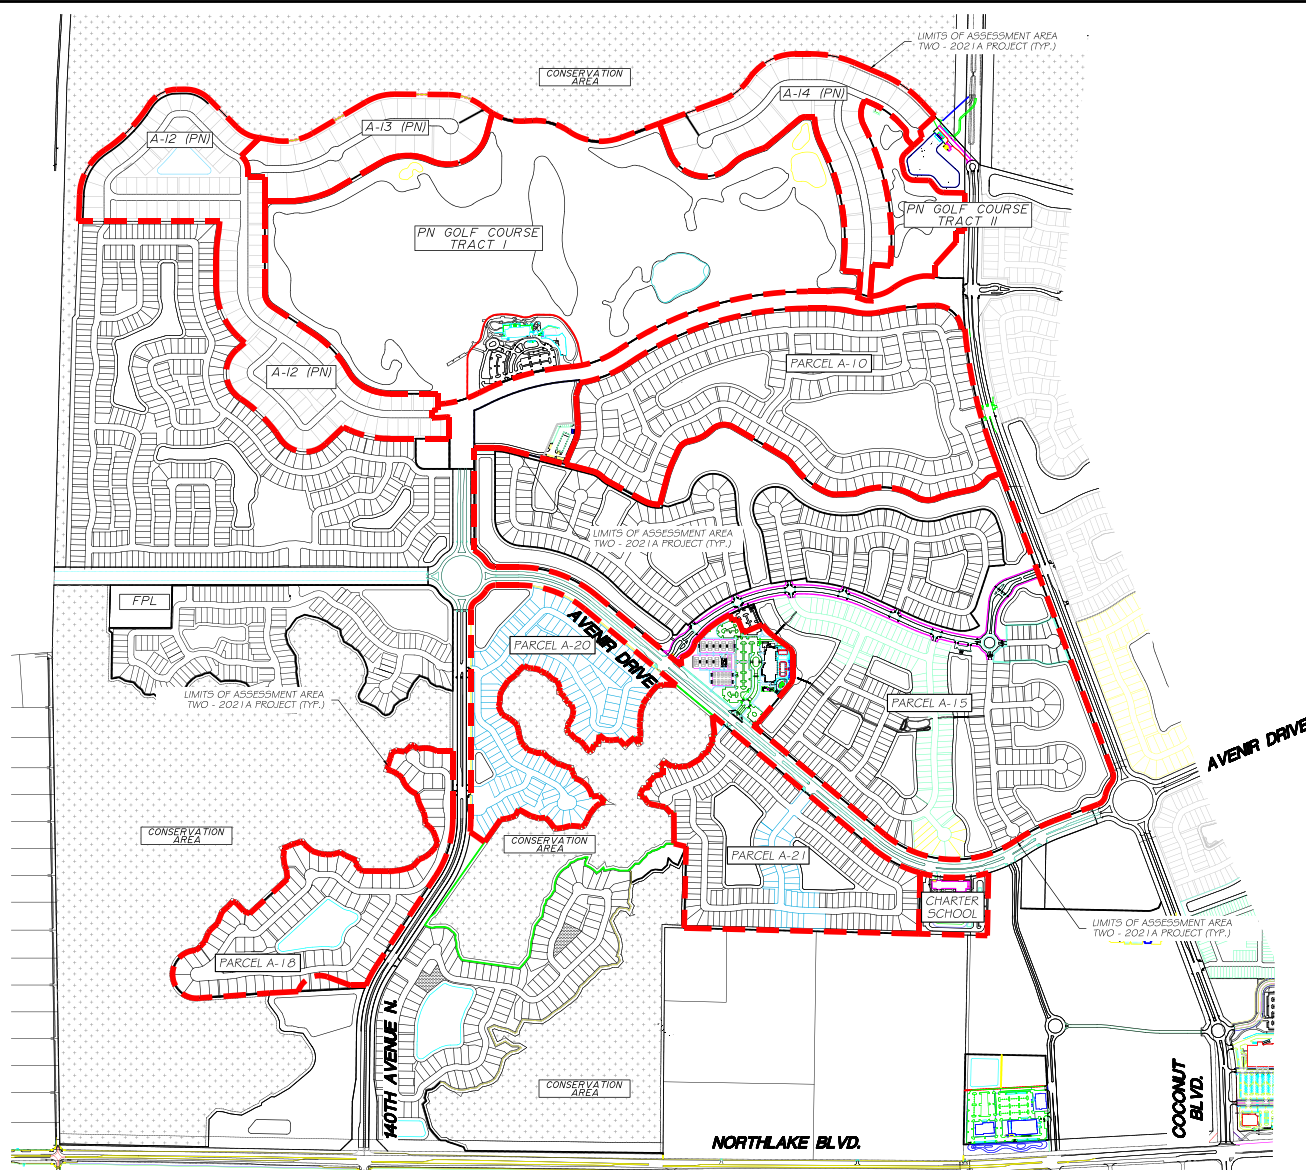 LIMITS OF ASSESSMENT AREA
TWO - 2021A PROJECT (TYP.)
CONSERVATION
AREA
A-14 (PN)
A-13 (PN)
A-12 (PN)
PN GOLF COURSE
TRACT II
PN GOLF COURSE
TRACT I
PARCEL A-10
A-12 (PN)
LIMITS OF ASSESSMENT AREA
TWO - 2021A PROJECT (TYP.)
FPL
AVENIR DRIVE
PARCEL A-20
LIMITS OF ASSESSMENT AREA
TWO - 2021A PROJECT (TYP.)
PARCEL A-15
AVENIR DRIVE
CONSERVATION
AREA
CONSERVATION
AREA
PARCEL A-21
CHARTER
SCHOOL
LIMITS OF ASSESSMENT AREA
TWO - 2021A PROJECT (TYP.)
PARCEL A-18
140TH AVENUE N.
CONSERVATION
AREA
COCONUT
BLVD.
NORTHLAKE BLVD.